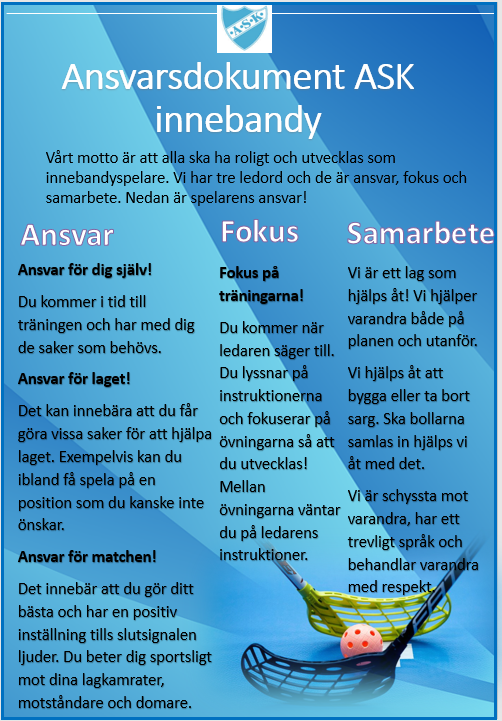 A.S.K
Ansvarsdokument ASK
innebandy
Vårt motto är att alla ska ha roligt och utvecklas som
innebandyspelare. Vi har tre ledord och de är ansvar, fokus och
samarbete. Nedan är spelarens ansvar!
Ansvar
Ansvar för dig själv!
Du kommer i tid till
träningen och har med dig
de saker som behövs.
Ansvar för laget!
Det kan innebära att du får
göra vissa saker för att hjälpa
laget. Exempelvis kan du
ibland få spela på en
position som du kanske inte
önskar.
Ansvar för matchen!
Det innebär att du gör ditt
bästa och har en positiv
inställning tills slutsignalen
ljuder. Du beter dig sportsligt
mot dina lagkamrater,
motståndare och domare.
Fokus
Fokus på
träningarna!
Du kommer när
ledaren säger till.
Du lyssnar på
instruktionerna
och fokuserar på
övningarna så att
du utvecklas!
Mellan
övningarna väntar
du på ledarens
instruktioner.
Samarbete
Vi är ett lag som
hjälps åt! Vi hjälper
varandra både på
planen och utanför.
Vi hjälps åt att
bygga eller ta bort
sarg. Ska bollarna
samlas in hjälps vi
åt med det.
Vi är schyssta mot
varandra, har ett
trevligt språk och
behandlar varandra
med respekt.